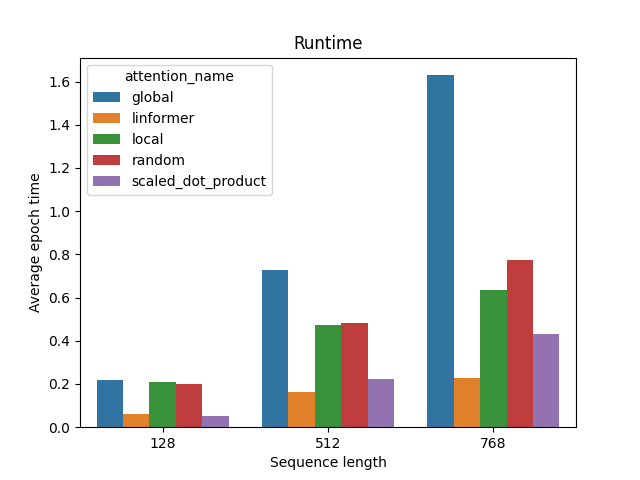 Runtime
attention_name
global
linformer
local
random
scaled_dot_product
Average epoch time
1.6
1.4
1.2
1.0
0.8
0.6
0.4
0.2
0.0
128
512
768
Sequence length